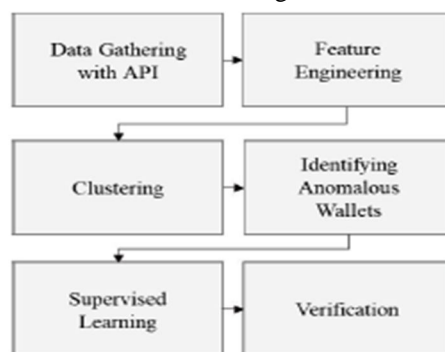 Data Gathering
with API
Feature
Engineering
Clustering
Identifying
Anomalous
Wallets
Supervised
Learning
Verification